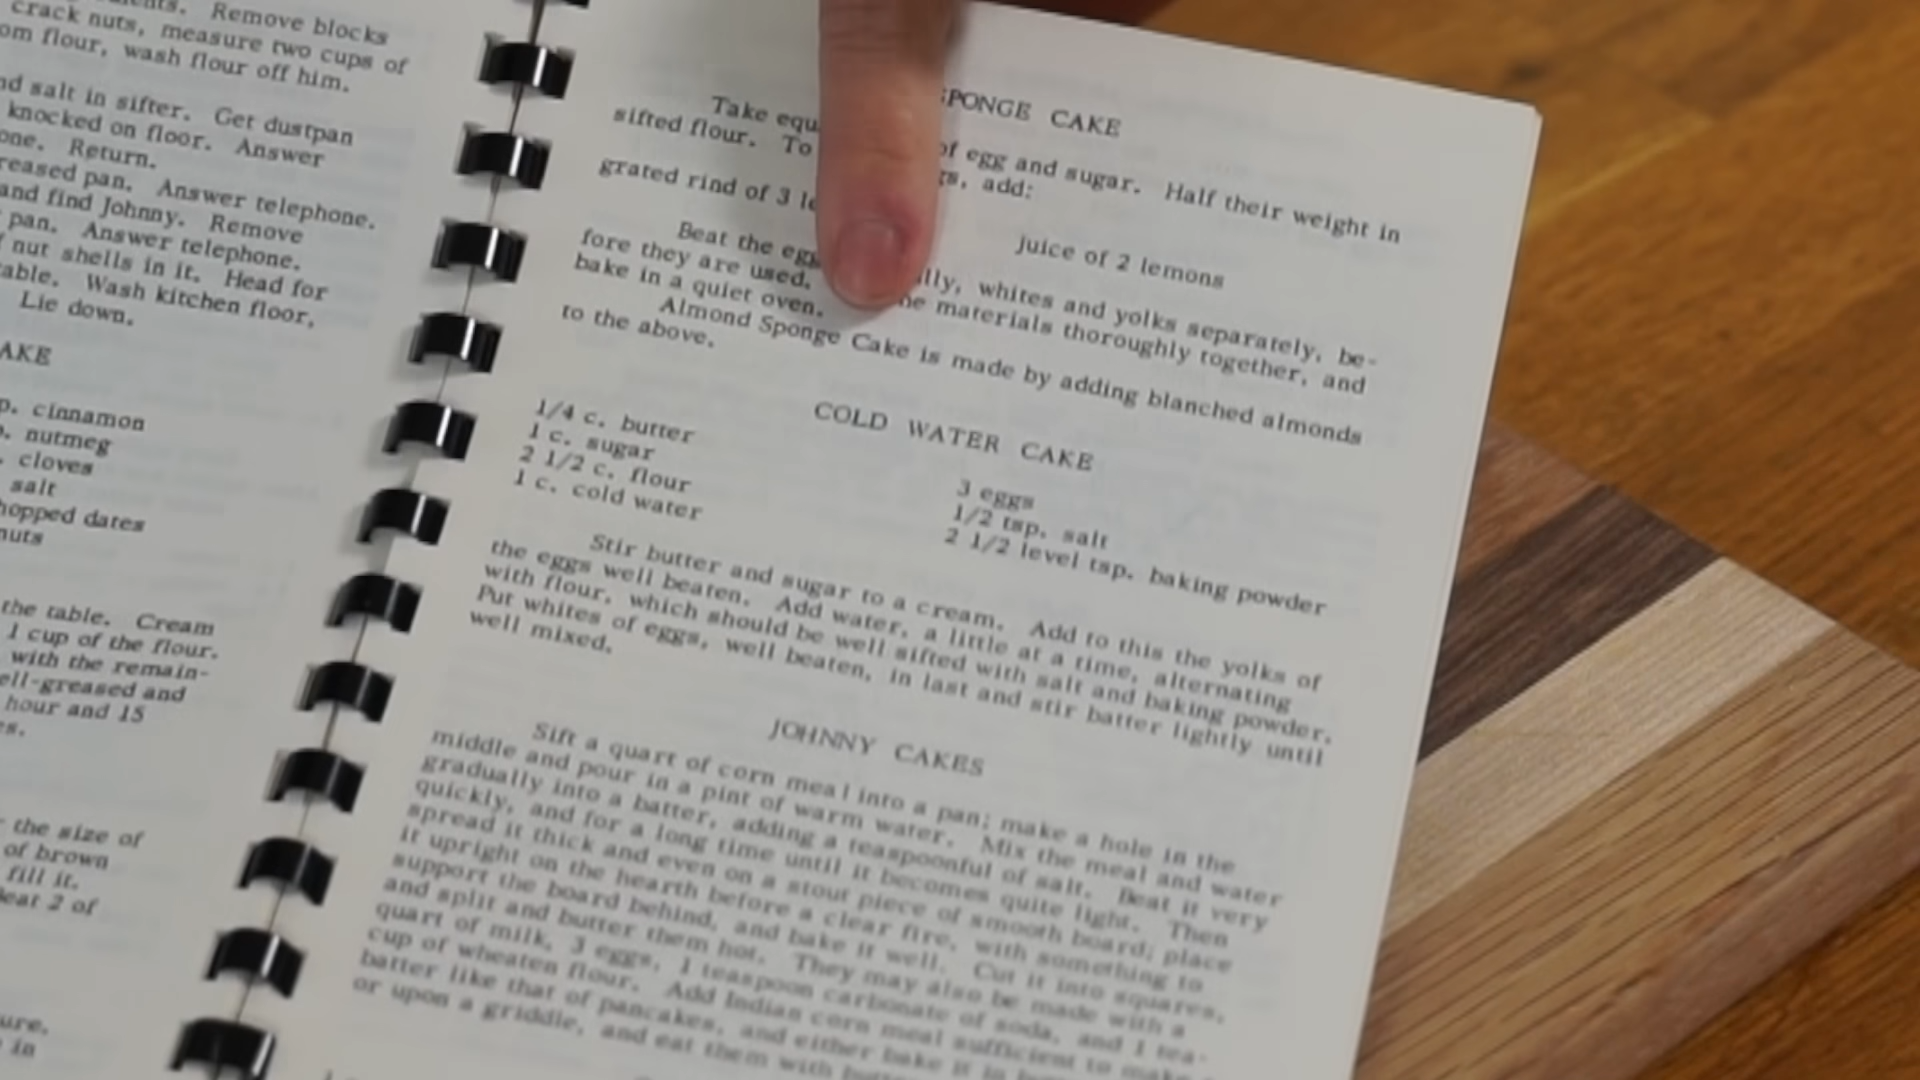 Remove blocks
crack nuts, measure two cups of
om flour, wash flour off him.
nd salt in sifter. Get dustpan
knocked on floor. Answer
one. Return.
reased pan. Answer telephone.
and find Johnny. Remove
pan. Answer telephone.
nut shells in it. Head for
table. Wash kitchen floor,
Lie down.
AKE
p. cinnamon
nutmeg
cloves
salt
hopped dates
nuts
the table. Cream
1 cup of the flour.
with the remain-
ell-greased and
hour and 15
es.
the size of
of brown
fill it.
Beat 2 of
ure.
in
SPONGE CAKE
Take equ of egg and sugar. Half their weight in
sifted flour. To gs, add:
grated rind of 3 le juice of 2 lemons
Beat the egg lly, whites and yolks separately, be-
fore they are used. he materials thoroughly together, and
bake in a quiet oven.
Almond Sponge Cake is made by adding blanched almonds
to the above.
COLD WATER CAKE
1/4 c. butter
1 c. sugar
2 1/2 c. flour
1 c. cold water
3 eggs
1/2 tsp. salt
2 1/2 level tsp. baking powder
Stir butter and sugar to a cream. Add to this the yolks of
the eggs well beaten. Add water, a little at a time, alternating
with flour, which should be well sifted with salt and baking powder.
Put whites of eggs, well beaten, in last and stir batter lightly until
well mixed.
JOHNNY CAKES
Sift a quart of corn meal into a pan; make a hole in the
middle and pour in a pint of warm water. Mix the meal and water
gradually into a batter, adding a teaspoonful of salt. Beat it very
quickly, and for a long time until it becomes quite light. Then
spread it thick and even on a stout piece of smooth board; place
it upright on the hearth before a clear fire, with something to
support the board behind, and bake it well. Cut it into squares,
and split and butter them hot. They may also be made with a
quart of milk, 3 eggs, 1 teaspoon carbonate of soda, and 1 tea-
cup of wheaten flour. Add Indian corn meal sufficient to make
batter like that of pancakes, and either bake it in
or upon a griddle, and eat them with